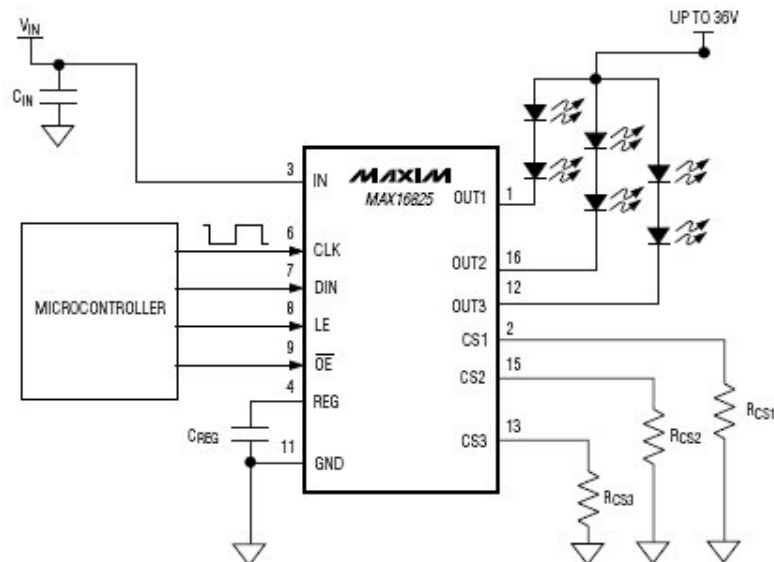 VIN
UP TO 36V
CIN
3
IN
MAXIM
MAX16825
OUT1
1
6
CLK
OUT2
16
7
DIN
MICROCONTROLLER
8
LE
OUT3
12
9
OE
CS1
2
4
REG
CS2
15
CREG
11
GND
CS3
13
RCS1
RCS2
RCS3